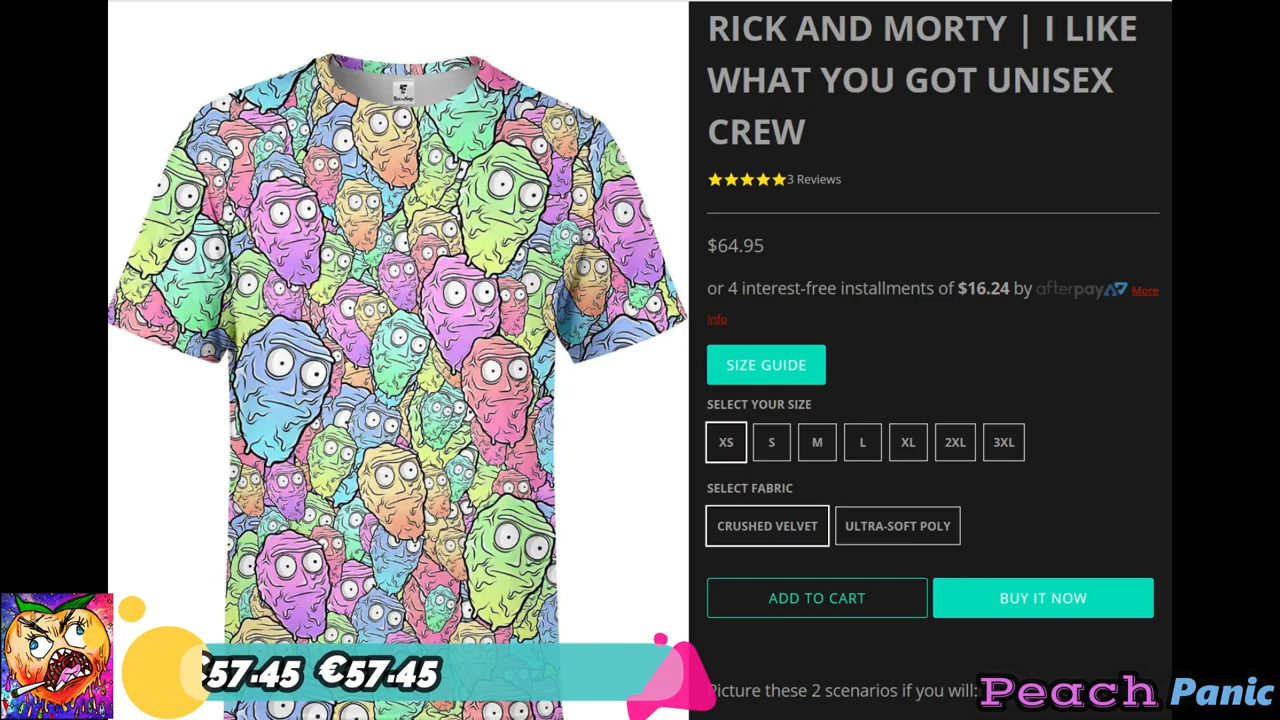 RICK AND MORTY | I LIKE
WHAT YOU GOT UNISEX
CREW
3 Reviews
$64.95
or 4 interest-free installments of $16.24 by afterpay More
Info
SIZE GUIDE
SELECT YOUR SIZE
XS S M L XL 2XL 3XL
SELECT FABRIC
CRUSHED VELVET ULTRA-SOFT POLY
ADD TO CART BUY IT NOW
€57.45 €57.45
Picture these 2 scenarios if you will:
Peach Panic